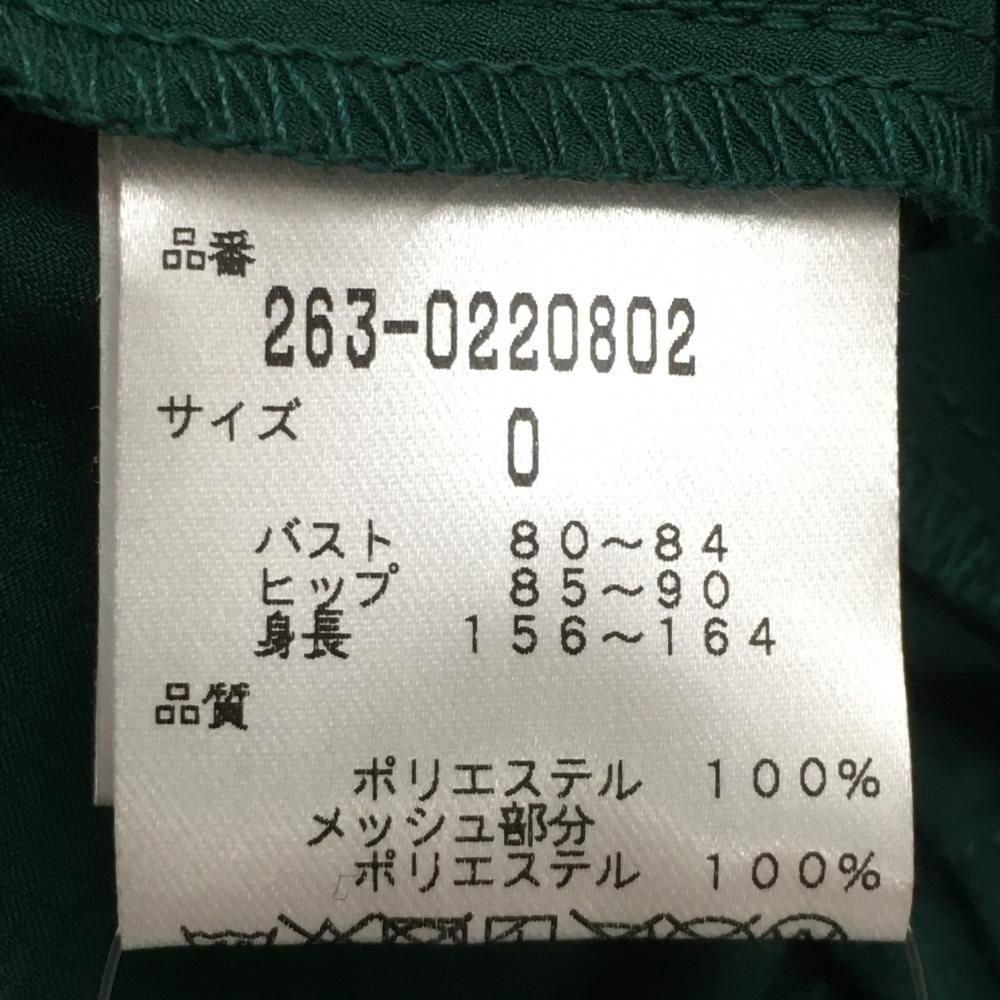 品番
263-0220802
サイズ 0
バスト 80～84
ヒップ 85～90
身長 156～164
品質
ポリエステル 100%
メッシュ部分
ポリエステル 100%